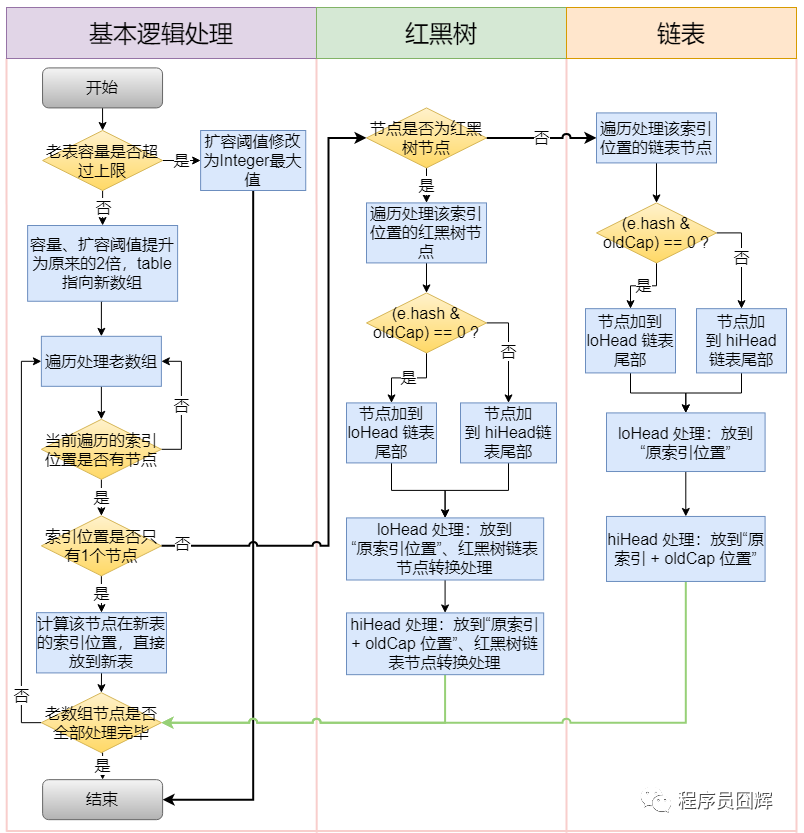 基本逻辑处理
红黑树
链表
开始
老表容量是否超
过上限
是
扩容阈值修改
为Integer最大
值
否
容量、扩容阈值提升
为原来的2倍，table
指向新数组
遍历处理老数组
否
当前遍历的索引
位置是否有节点
是
索引位置是否只
有1个节点
否
是
计算该节点在新表
的索引位置，直接
放到新表
否
老数组节点是否
全部处理完毕
是
结束
节点是否为红黑
树节点
否
是
遍历处理该索引
位置的红黑树节
点
(e.hash &
oldCap) == 0 ?
否
是
节点加到
loHead 链表
尾部
节点加
到 hiHead链
表尾部
loHead 处理：放到
“原索引位置”、红黑树链表
节点转换处理
hiHead 处理：放到“原索引
+ oldCap 位置”、红黑树链
表节点转换处理
遍历处理该索引
位置的链表节点
(e.hash &
oldCap) == 0 ?
否
是
节点加到
loHead 链表
尾部
节点加
到 hiHead
链表尾部
loHead 处理：放到
“原索引位置”
hiHead 处理：放到“原
索引 + oldCap 位置”
程序员囧辉